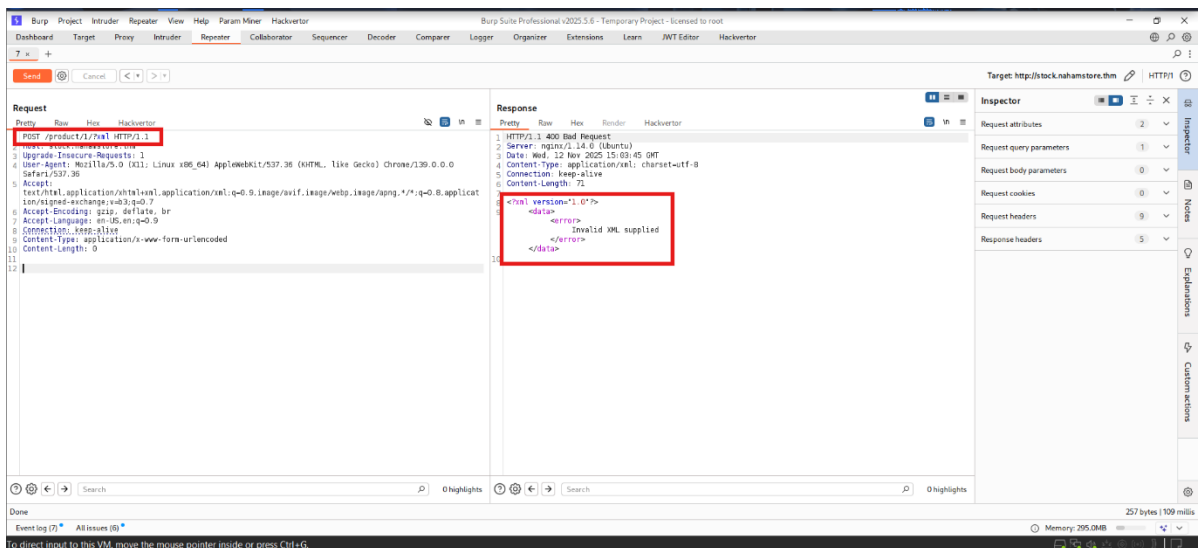 Burp Project Intruder Repeater View Help Param Miner Hackvertor
Burp Suite Professional v2025.5.6 - Temporary Project - licensed to root
Dashboard Target Proxy Intruder Repeater Collaborator Sequencer Decoder Comparer Logger Organizer Extensions Learn JWT Editor Hackvertor
7 × +
Send Cancel < > Target: http://stock.nahamstore.thm HTTP/1
Request
Pretty Raw Hex Hackvertor
POST /product/1/?xml HTTP/1.1
2 Host: stock.nahamstore.thm
3 Upgrade-Insecure-Requests: 1
4 User-Agent: Mozilla/5.0 (X11; Linux x86_64) AppleWebKit/537.36 (KHTML, like Gecko) Chrome/139.0.0.0
Safari/537.36
5 Accept:
text/html,application/xhtml+xml,application/xml;q=0.9,image/avif,image/webp,image/apng,*/*;q=0.8,applicat
ion/signed-exchange;v=b3;q=0.7
6 Accept-Encoding: gzip, deflate, br
7 Accept-Language: en-US,en;q=0.9
8 Connection: keep-alive
9 Content-Type: application/x-www-form-urlencoded
10 Content-Length: 0
11
12
Response
Pretty Raw Hex Render Hackvertor
1 HTTP/1.1 400 Bad Request
2 Server: nginx/1.14.0 (Ubuntu)
3 Date: Wed, 12 Nov 2025 15:03:45 GMT
4 Content-Type: application/xml; charset=utf-8
5 Connection: keep-alive
6 Content-Length: 71
7
8 <?xml version="1.0"?>
9 <data>
<error>
Invalid XML supplied
</error>
</data>
10
Inspector
Request attributes 2
Request query parameters 1
Request body parameters 0
Request cookies 0
Request headers 9
Response headers 5
Inspector
Notes
Explanations
Custom actions
Search 0 highlights
Search 0 highlights
Done 257 bytes | 109 millis
Event log (7) All issues (6) Memory: 295.0MB
To direct input to this VM, move the mouse pointer inside or press Ctrl+G.